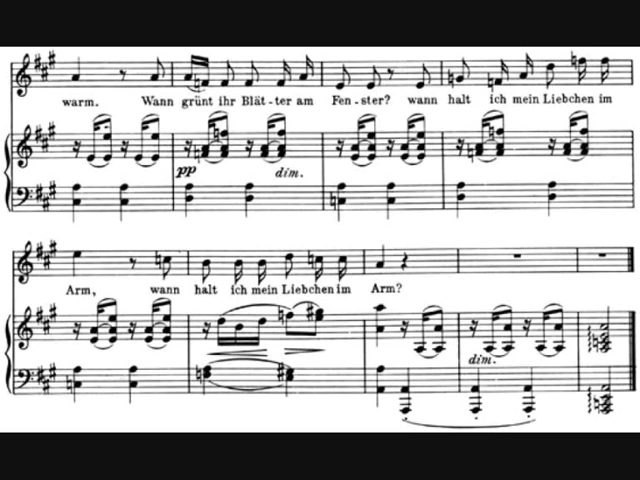 warm. Wann grünt ihr Blät-ter am Fen-ster? wann halt ich mein Liebchen im
pp dim.
Arm, wann halt ich mein Liebchen im Arm?
dim.